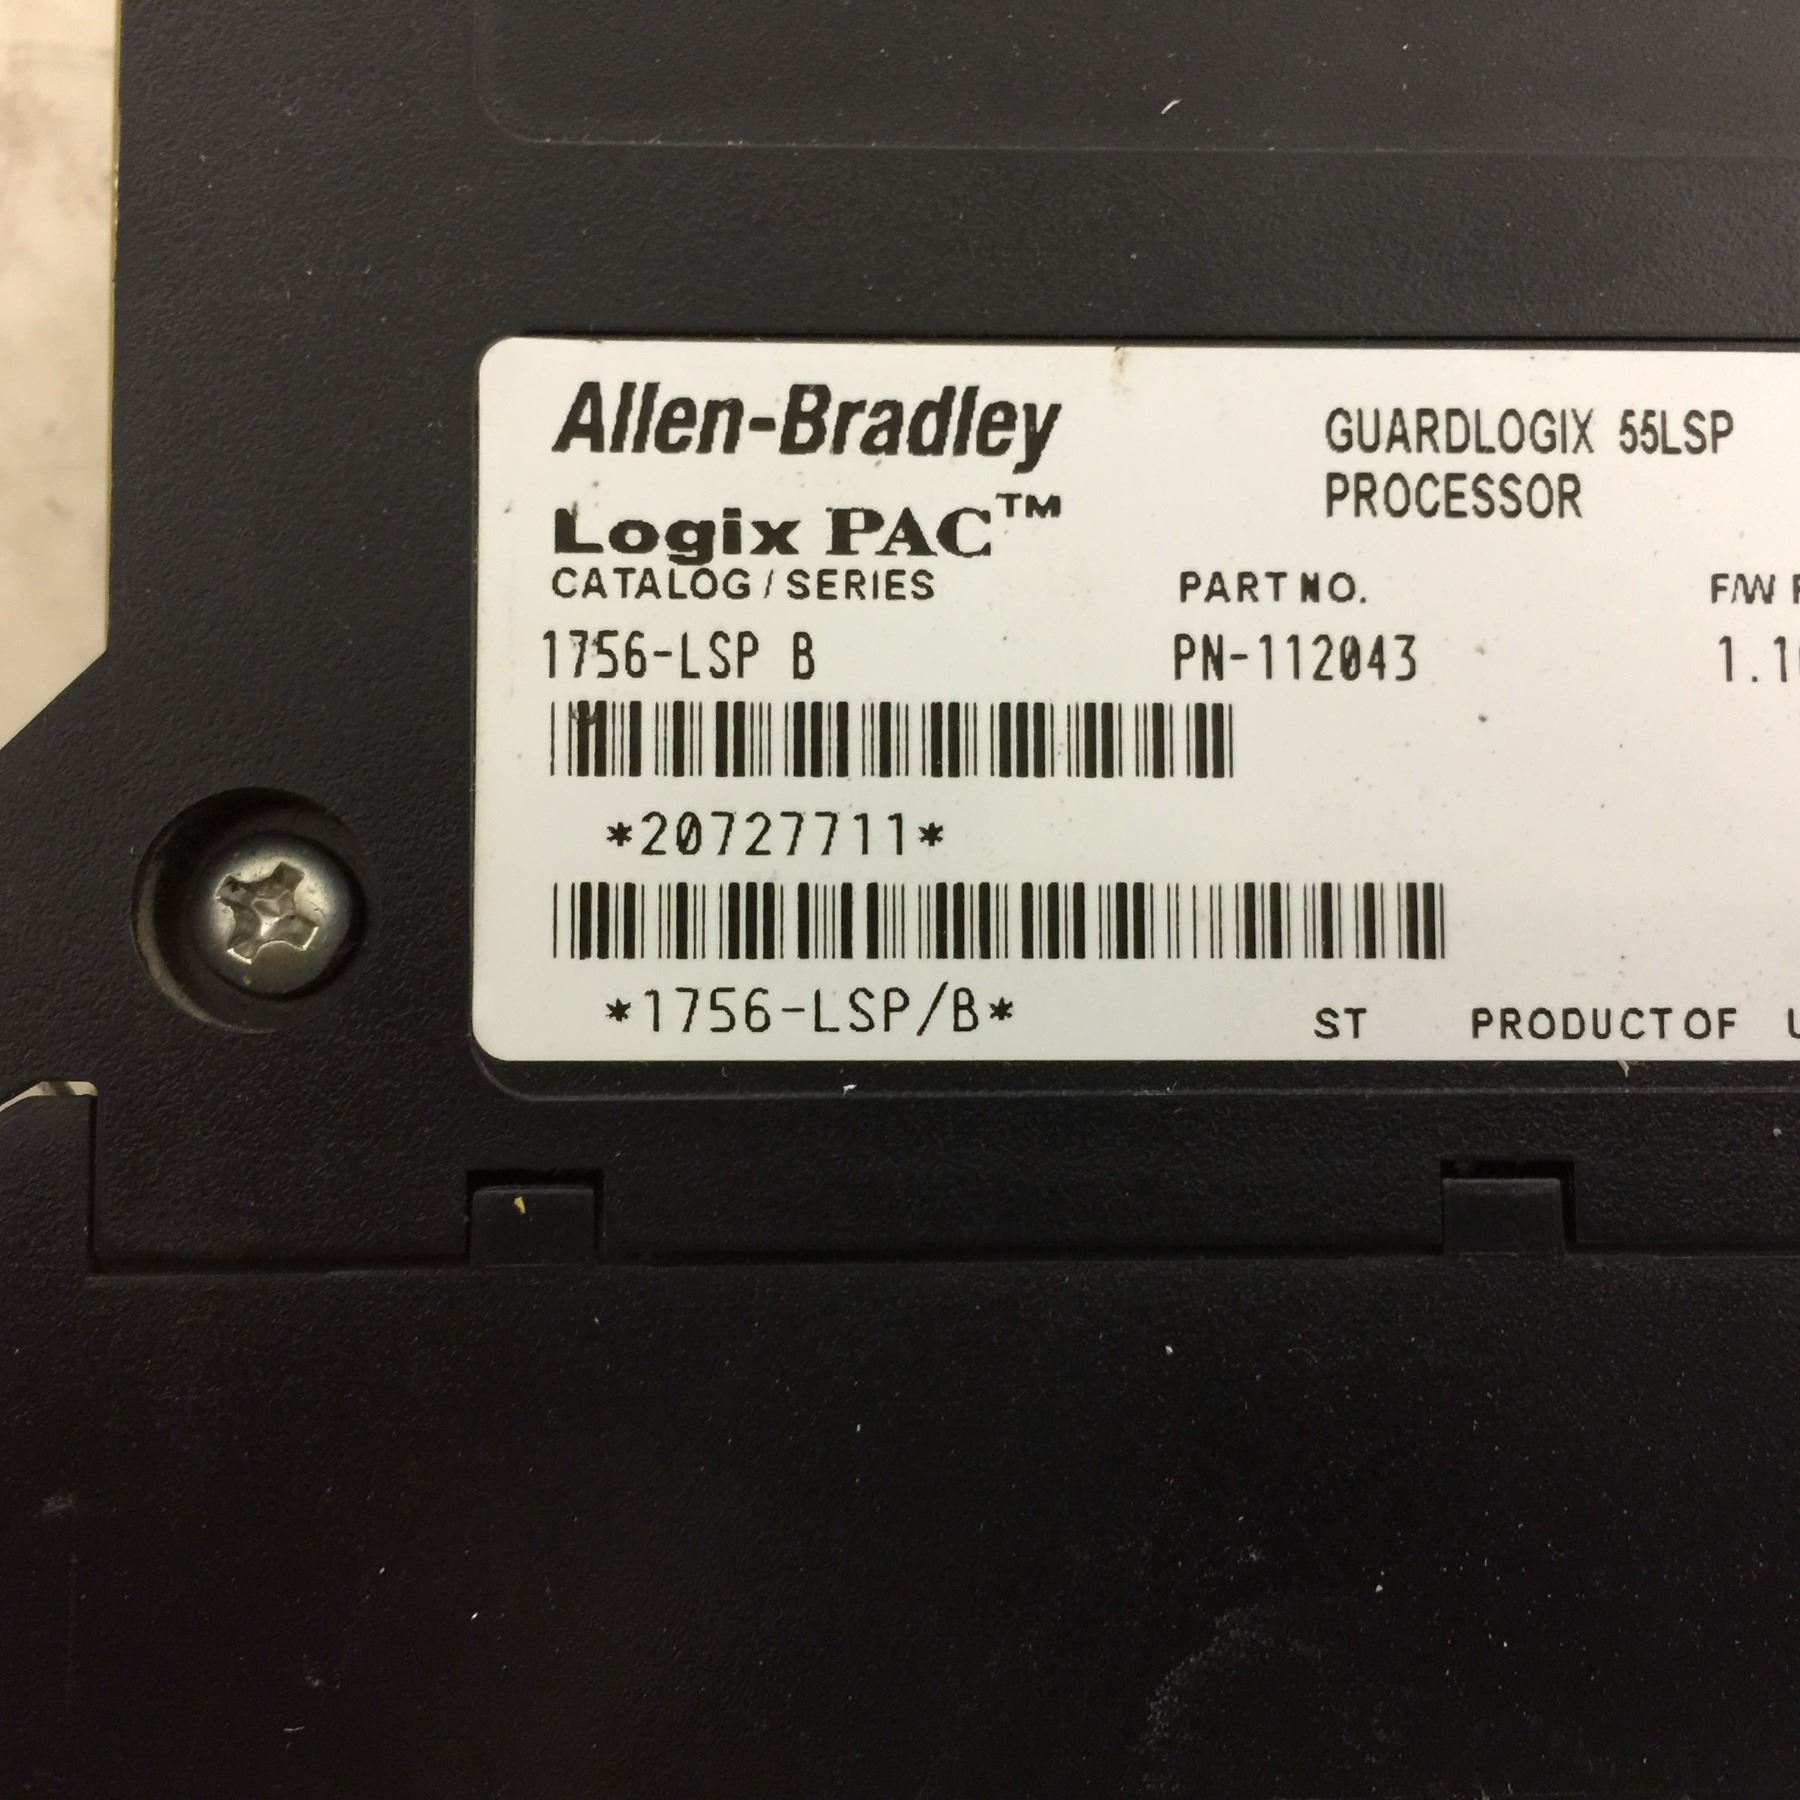 Allen-Bradley
GUARDLOGIX 55LSP
PROCESSOR
Logix PAC™
CATALOG / SERIES PART NO. F/W
1756-LSP B PN-112043
*20727711*
*1756-LSP/B*
ST PRODUCT OF